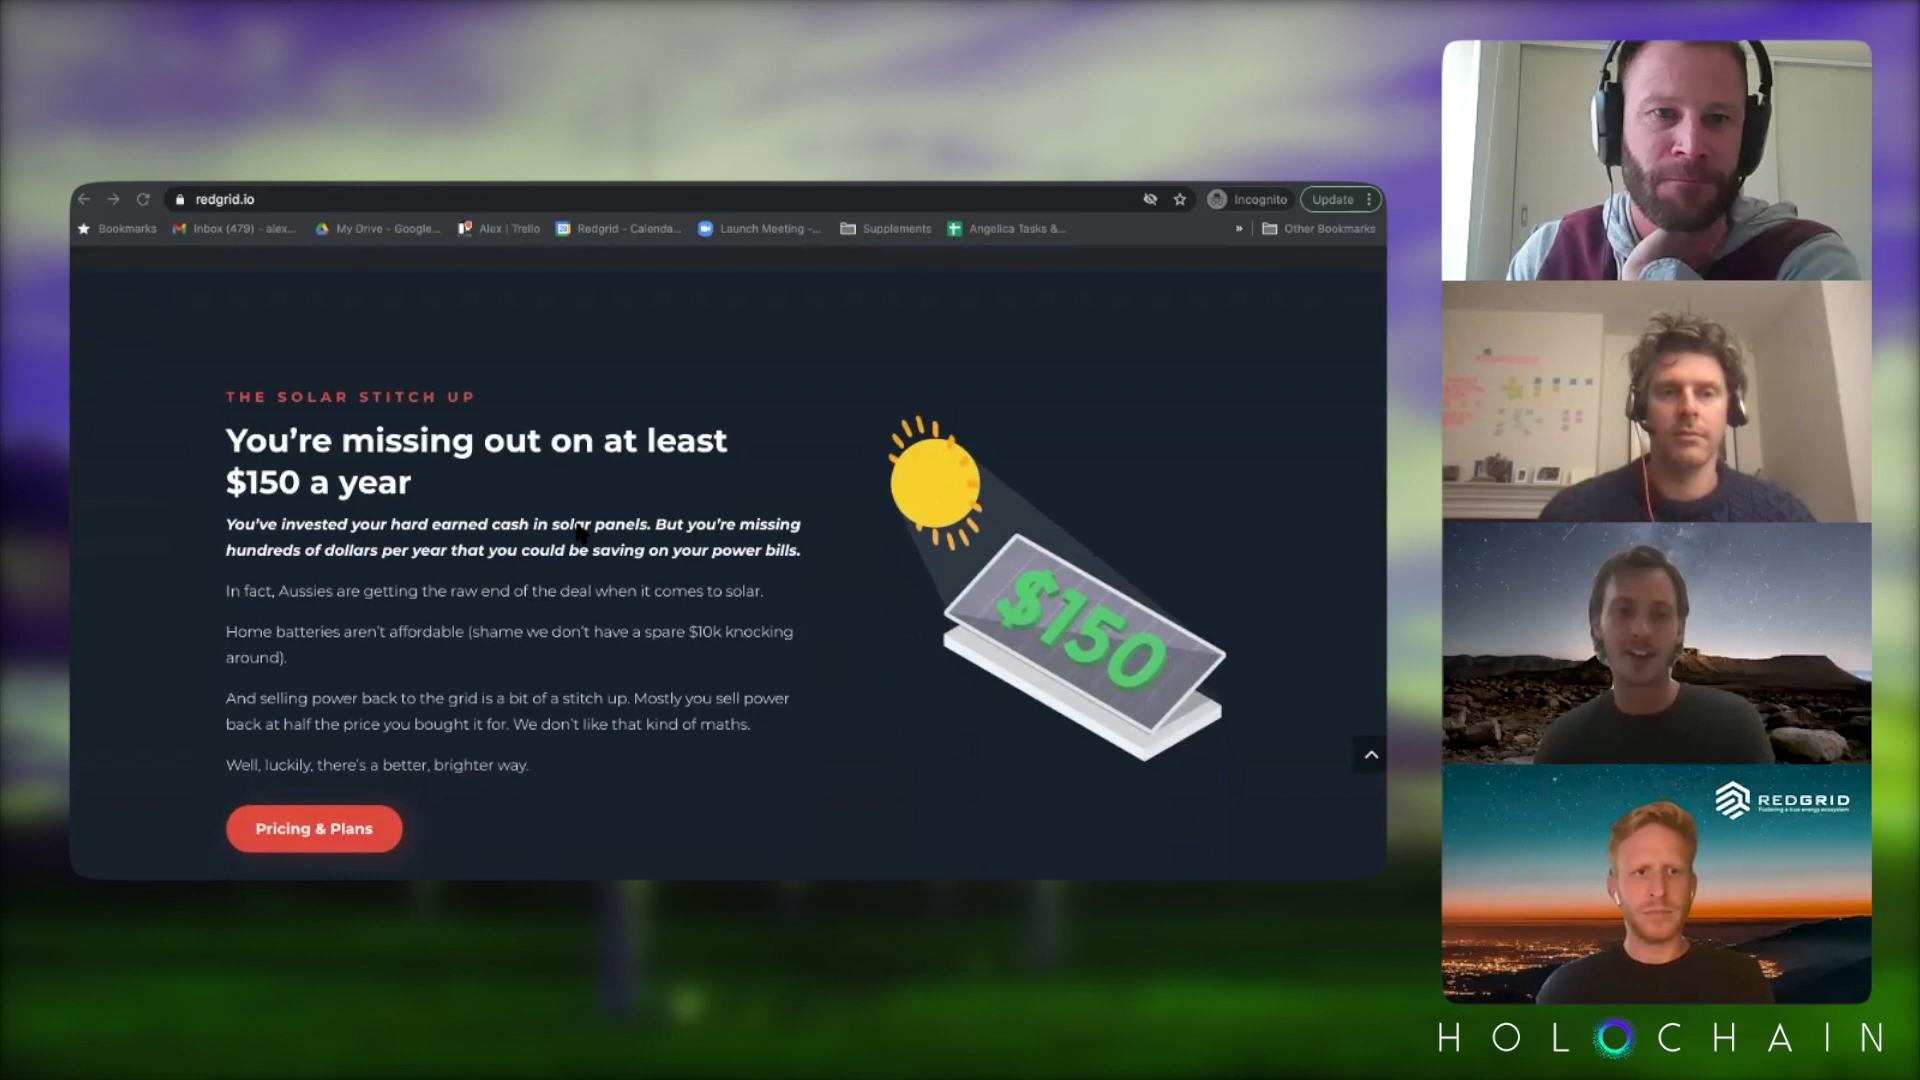 redgrid.io
Incognito
Update
Bookmarks
Inbox (479) - alex...
My Drive - Google...
Alex | Trello
Redgrid - Calenda...
Launch Meeting -...
Supplements
Angelica Tasks &...
»
Other Bookmarks
THE SOLAR STITCH UP
You're missing out on at least
$150 a year
You've invested your hard earned cash in solar panels. But you're missing
hundreds of dollars per year that you could be saving on your power bills.
In fact, Aussies are getting the raw end of the deal when it comes to solar.
Home batteries aren't affordable (shame we don't have a spare $10k knocking
around).
And selling power back to the grid is a bit of a stitch up. Mostly you sell power
back at half the price you bought it for. We don't like that kind of maths.
Well, luckily, there's a better, brighter way.
Pricing & Plans
$150
REDGRID
Fostering a true energy ecosystem
HOLOCHAIN